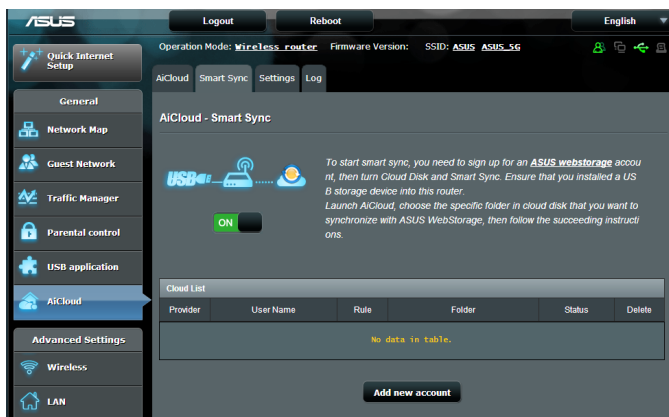 ASUS
Logout
Reboot
English
Quick Internet
Setup
Operation Mode: Wireless router Firmware Version: SSID: ASUS ASUS_5G
AiCloud
Smart Sync
Settings
Log
General
Network Map
Guest Network
Traffic Manager
Parental control
USB application
AiCloud
Advanced Settings
Wireless
LAN
AiCloud - Smart Sync
USB
ON
To start smart sync, you need to sign up for an ASUS webstorage accou
nt, then turn Cloud Disk and Smart Sync. Ensure that you installed a US
B storage device into this router.
Launch AiCloud, choose the specific folder in cloud disk that you want to
synchronize with ASUS WebStorage, then follow the succeeding instructi
ons.
Cloud List
Provider User Name Rule Folder Status Delete
No data in table.
Add new account